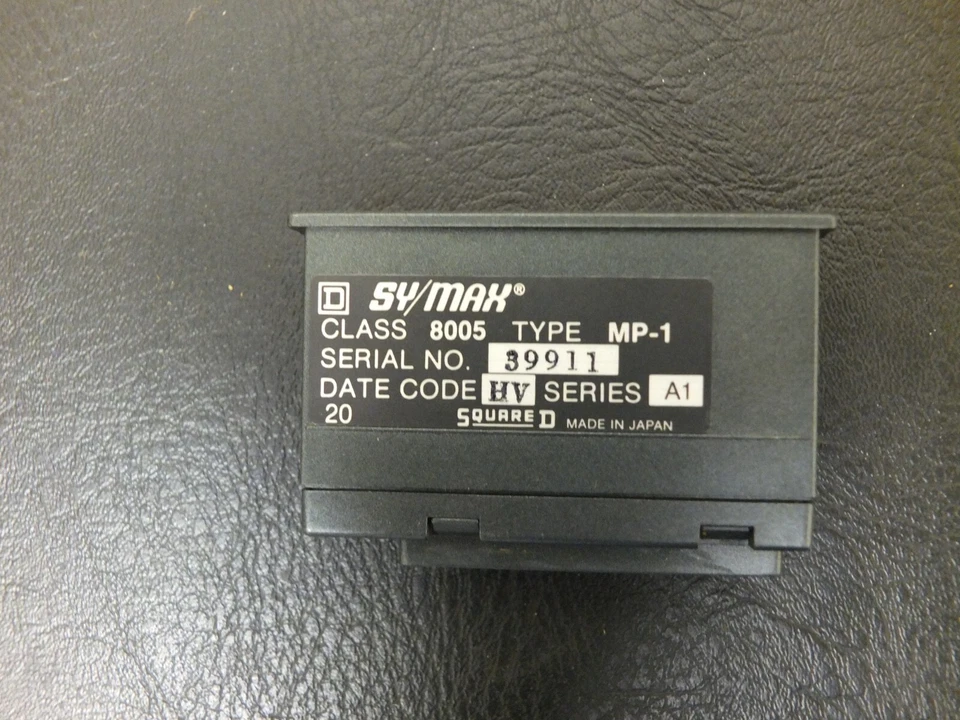 D SY/MAX®
CLASS 8005 TYPE MP-1
SERIAL NO. 39911
DATE CODE HV SERIES A1
20 SQUARE D MADE IN JAPAN